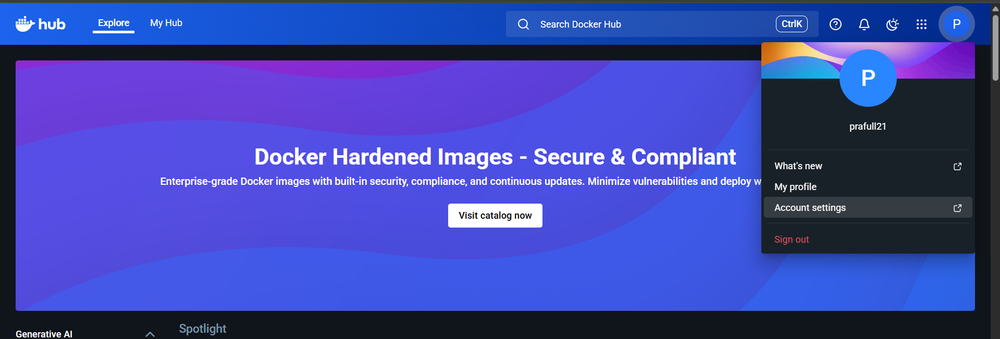 hub
Explore
My Hub
Search Docker Hub
CtrlK
P
P
prafull21
What's new
My profile
Account settings
Sign out
Docker Hardened Images - Secure & Compliant
Enterprise-grade Docker images with built-in security, compliance, and continuous updates. Minimize vulnerabilities and deploy
Visit catalog now
Generative AI
Spotlight